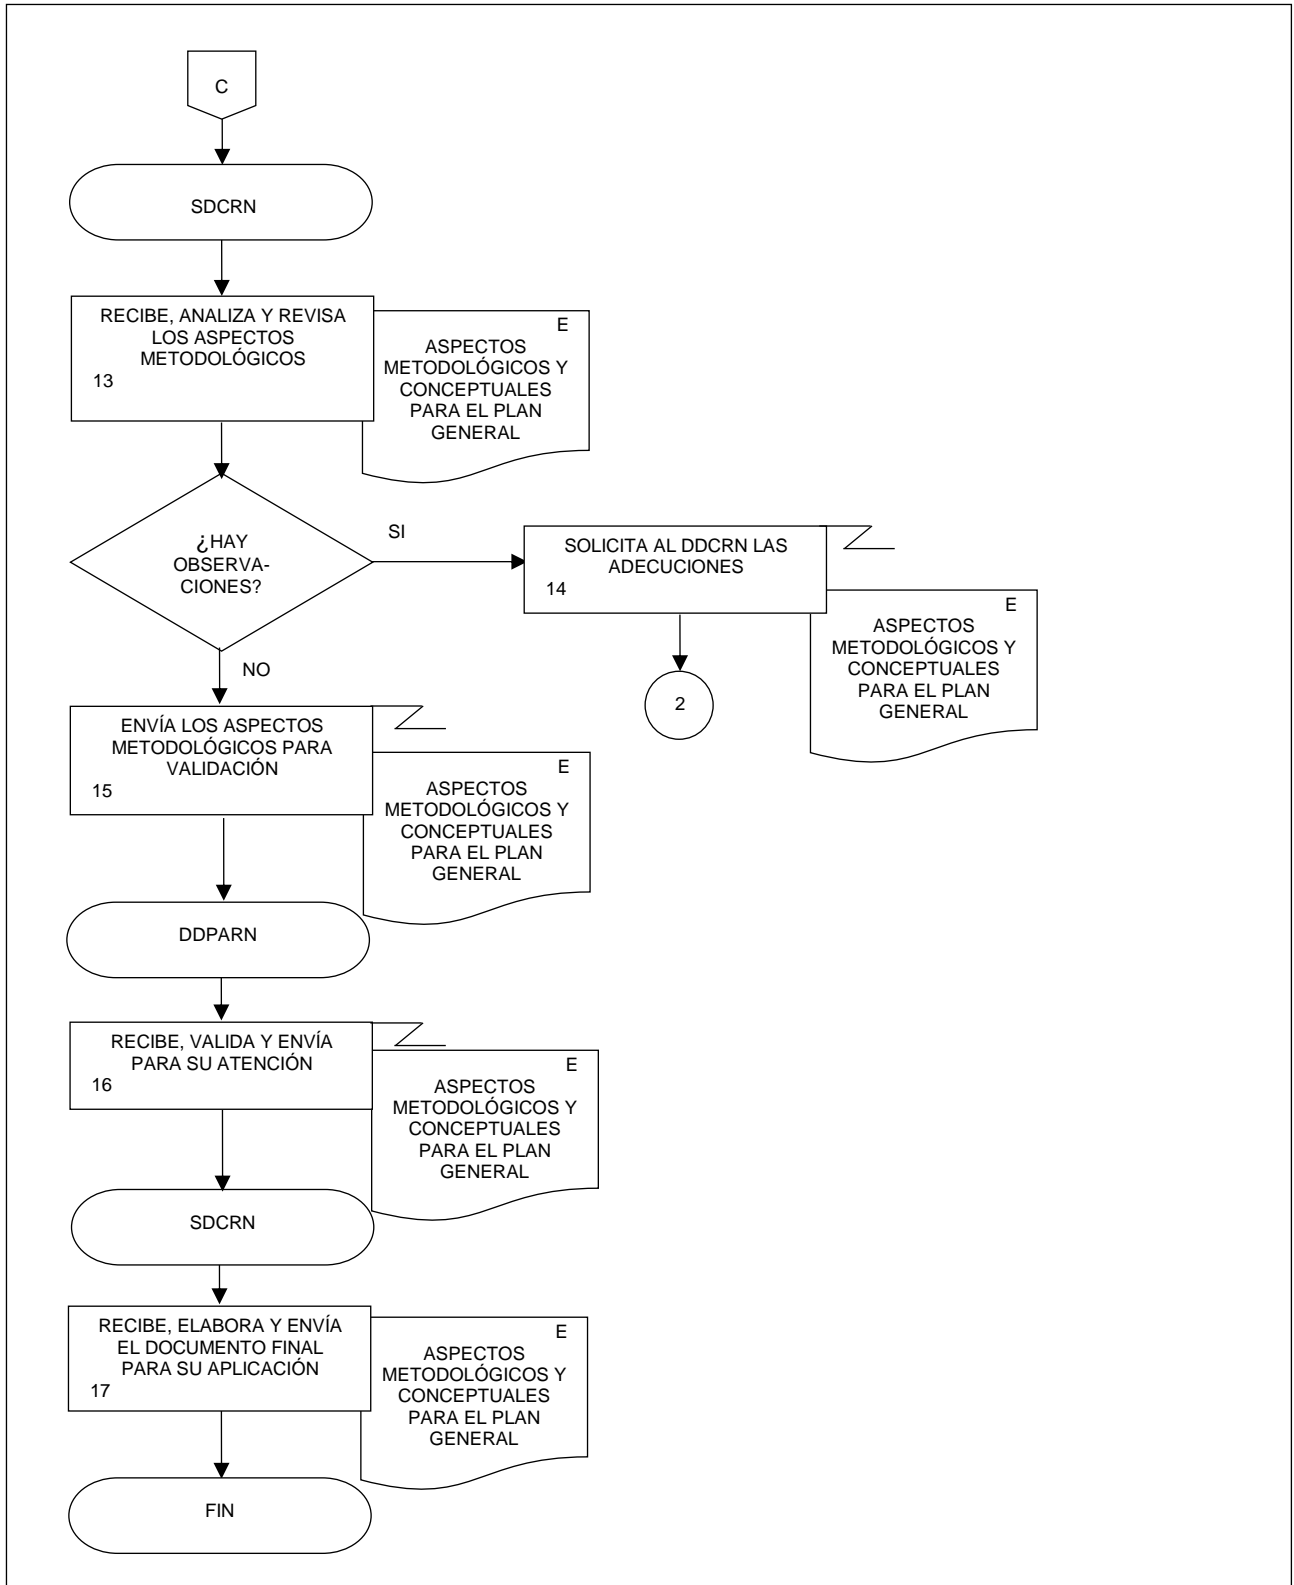 C
SDCRN
RECIBE, ANALIZA Y REVISA
LOS ASPECTOS
METODOLÓGICOS
13
E
ASPECTOS
METODOLÓGICOS Y
CONCEPTUALES
PARA EL PLAN
GENERAL
¿HAY
OBSERVA-
CIONES?
SI
SOLICITA AL DDCRN LAS
ADECUCIONES
14
E
ASPECTOS
METODOLÓGICOS Y
CONCEPTUALES
PARA EL PLAN
GENERAL
2
NO
ENVÍA LOS ASPECTOS
METODOLÓGICOS PARA
VALIDACIÓN
15
E
ASPECTOS
METODOLÓGICOS Y
CONCEPTUALES
PARA EL PLAN
GENERAL
DDPARN
RECIBE, VALIDA Y ENVÍA
PARA SU ATENCIÓN
16
E
ASPECTOS
METODOLÓGICOS Y
CONCEPTUALES
PARA EL PLAN
GENERAL
SDCRN
RECIBE, ELABORA Y ENVÍA
EL DOCUMENTO FINAL
PARA SU APLICACIÓN
17
E
ASPECTOS
METODOLÓGICOS Y
CONCEPTUALES
PARA EL PLAN
GENERAL
FIN